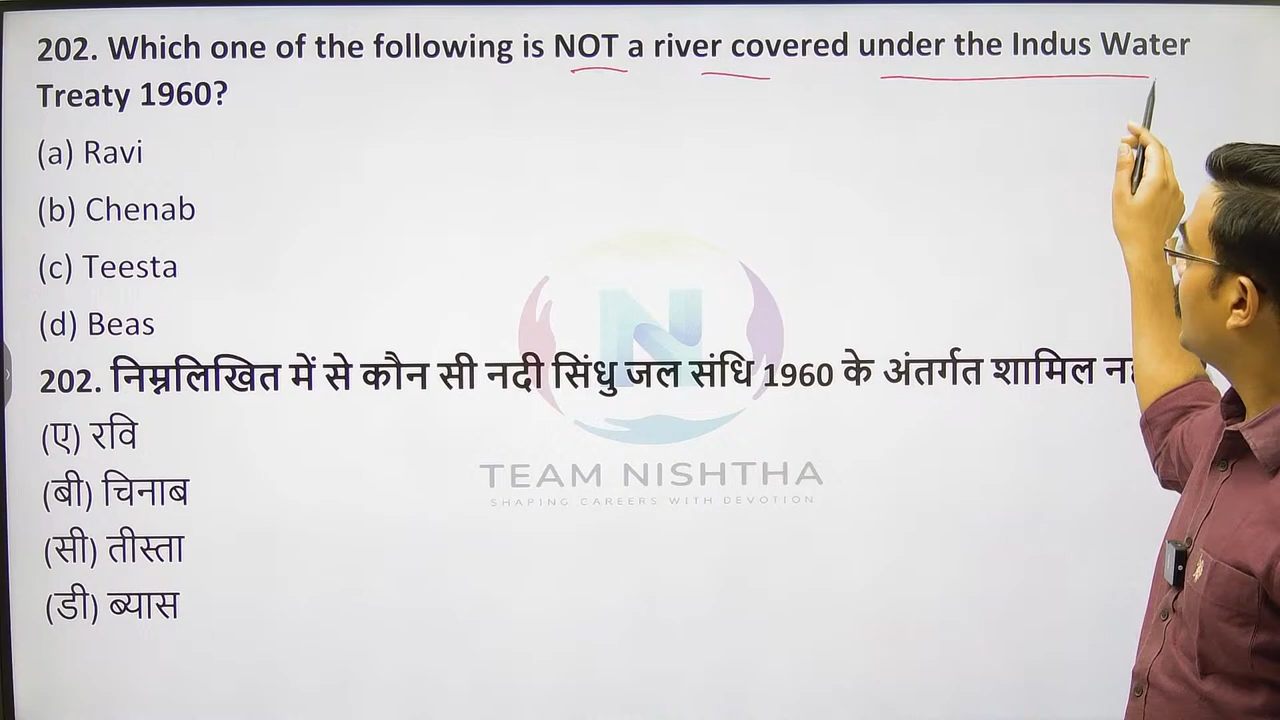 202. Which one of the following is NOT a river covered under the Indus Water
Treaty 1960?
(a) Ravi
(b) Chenab
(c) Teesta
(d) Beas
202. निम्नलिखित में से कौन सी नदी सिंधु जल संधि 1960 के अंतर्गत शामिल
(ए) रवि
(बी) चिनाब
(सी) तीस्ता
(डी) ब्यास
N
TEAM NISHTHA
SHAPING CAREERS WITH DEVOTION